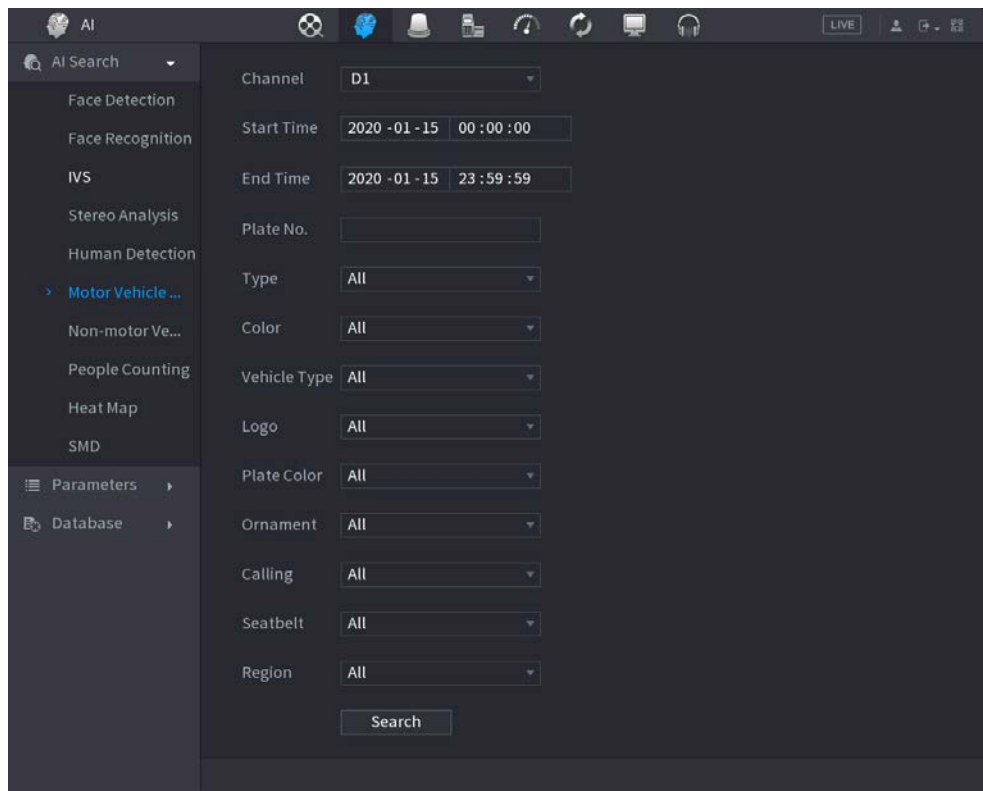 AI
LIVE
AI Search
Face Detection
Face Recognition
IVS
Stereo Analysis
Human Detection
Motor Vehicle ...
Non-motor Ve...
People Counting
Heat Map
SMD
Parameters
Database
Channel D1
Start Time 2020 -01 -15 00 :00 :00
End Time 2020 -01 -15 23 :59 :59
Plate No.
Type All
Color All
Vehicle Type All
Logo All
Plate Color All
Ornament All
Calling All
Seatbelt All
Region All
Search